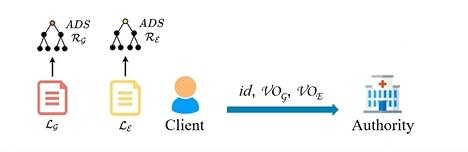 ADS
ℛ𝒢
ADS
ℛℰ
ℒ𝒢
ℒℰ
Client
id, 𝒱𝒪𝒢, 𝒱𝒪ℰ
Authority